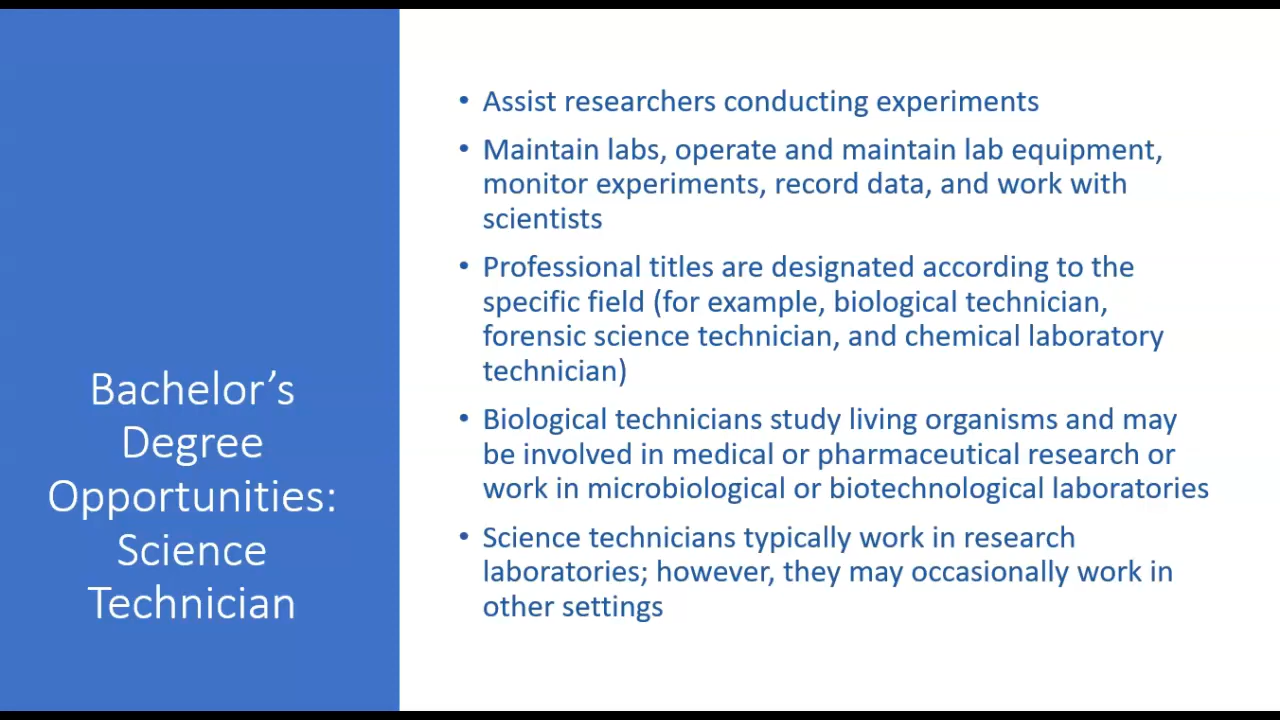 Bachelor’s
Degree
Opportunities:
Science
Technician
• Assist researchers conducting experiments
• Maintain labs, operate and maintain lab equipment,
monitor experiments, record data, and work with
scientists
• Professional titles are designated according to the
specific field (for example, biological technician,
forensic science technician, and chemical laboratory
technician)
• Biological technicians study living organisms and may
be involved in medical or pharmaceutical research or
work in microbiological or biotechnological laboratories
• Science technicians typically work in research
laboratories; however, they may occasionally work in
other settings